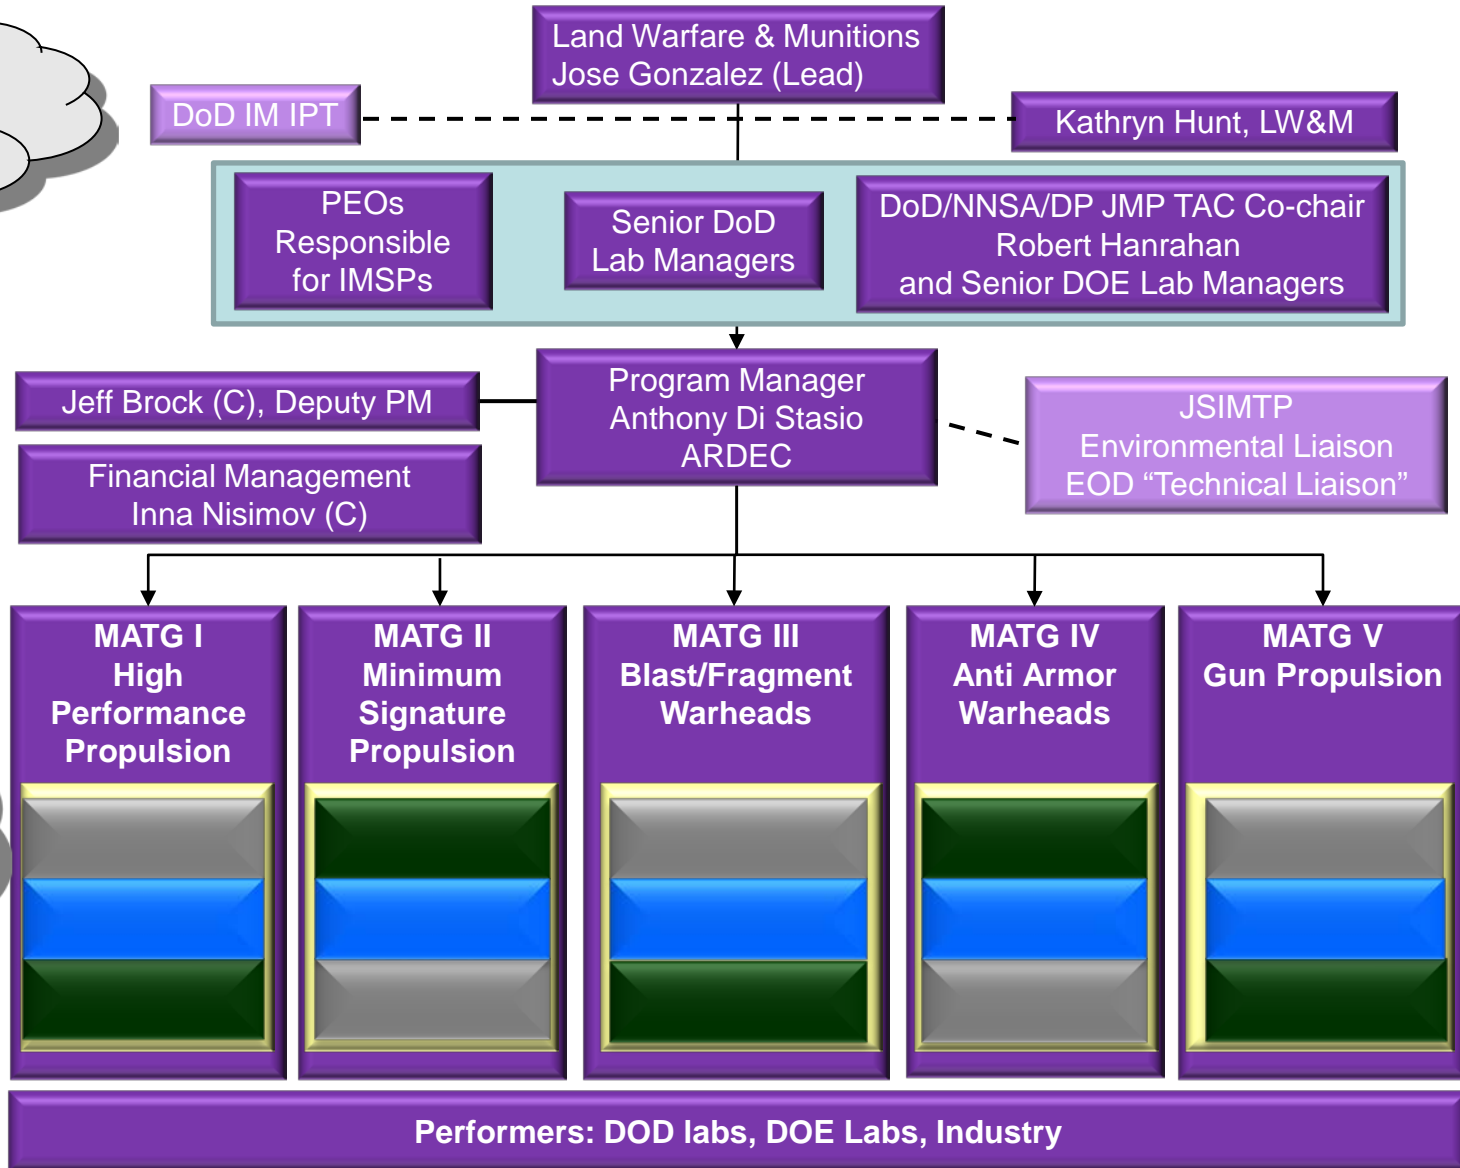 Land Warfare & Munitions
Jose Gonzalez (Lead)
DoD IM IPT
Kathryn Hunt, LW&M
PEOs
Responsible
for IMSPs
Senior DoD
Lab Managers
DoD/NNSA/DP JMP TAC Co-chair
Robert Hanrahan
and Senior DOE Lab Managers
Program Manager
Anthony Di Stasio
ARDEC
Jeff Brock (C), Deputy PM
Financial Management
Inna Nisimov (C)
JSIMTP
Environmental Liaison
EOD “Technical Liaison”
MATG I
High
Performance
Propulsion
MATG II
Minimum
Signature
Propulsion
MATG III
Blast/Fragment
Warheads
MATG IV
Anti Armor
Warheads
MATG V
Gun Propulsion
Performers: DOD labs, DOE Labs, Industry